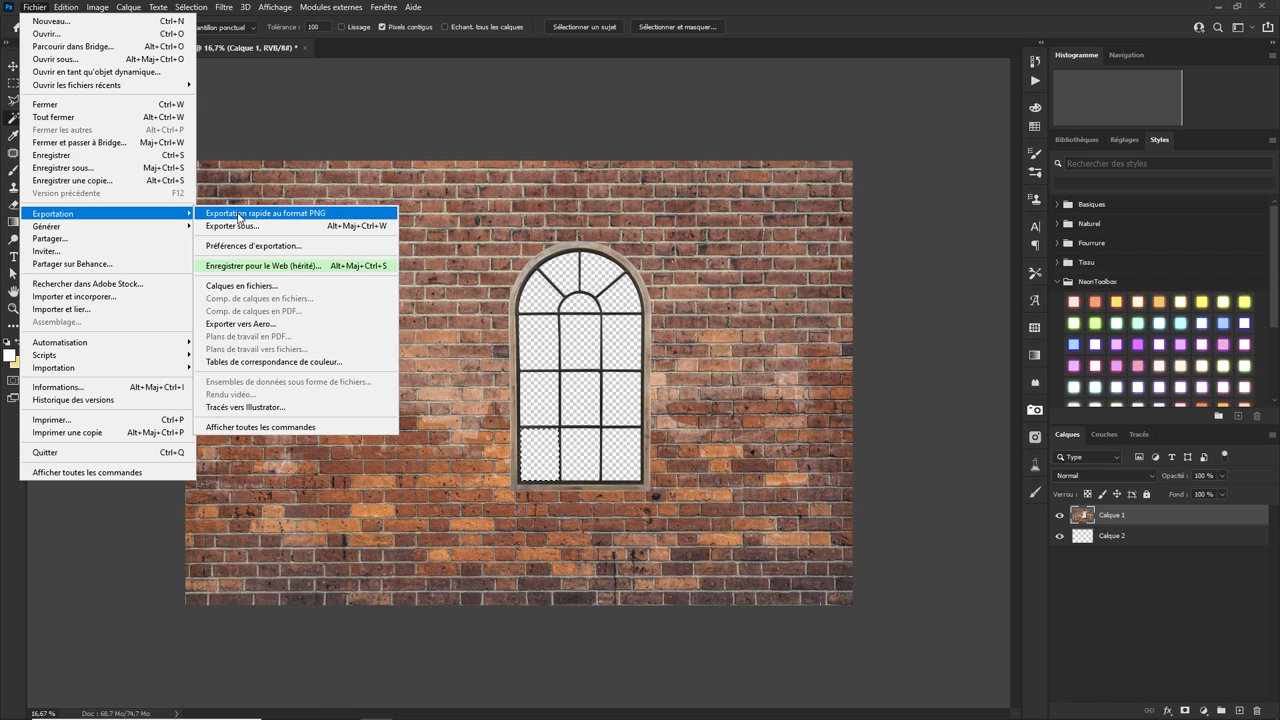 Ps Fichier Edition Image Calque Texte Sélection Filtre 3D Affichage Modules externes Fenêtre Aide
antillon ponctuel Tolérance : 100 Lissage Pixels contigus Echant. tous les calques Sélectionner un sujet Sélectionner et masquer...
@ 16,7% (Calque 1, RVB/8#) * ×
Nouveau... Ctrl+N
Ouvrir... Ctrl+O
Parcourir dans Bridge... Alt+Ctrl+O
Ouvrir sous... Alt+Maj+Ctrl+O
Ouvrir en tant qu'objet dynamique...
Ouvrir les fichiers récents
Fermer Ctrl+W
Tout fermer Alt+Ctrl+W
Fermer les autres Alt+Ctrl+P
Fermer et passer à Bridge... Maj+Ctrl+W
Enregistrer Ctrl+S
Enregistrer sous... Maj+Ctrl+S
Enregistrer une copie... Alt+Ctrl+S
Version précédente F12
Exportation
Générer
Partager...
Inviter...
Partager sur Behance...
Rechercher dans Adobe Stock...
Importer et incorporer...
Importer et lier...
Assemblage...
Automatisation
Scripts
Importation
Informations... Alt+Maj+Ctrl+I
Historique des versions
Imprimer... Ctrl+P
Imprimer une copie Alt+Maj+Ctrl+P
Quitter Ctrl+Q
Afficher toutes les commandes
Exportation rapide au format PNG
Exporter sous... Alt+Maj+Ctrl+W
Préférences d'exportation...
Enregistrer pour le Web (hérité)... Alt+Maj+Ctrl+S
Calques en fichiers...
Comp. de calques en fichiers...
Comp. de calques en PDF...
Exporter vers Aero...
Plans de travail en PDF...
Plans de travail vers fichiers...
Tables de correspondance de couleur...
Ensembles de données sous forme de fichiers...
Rendu vidéo...
Tracés vers Illustrator...
Afficher toutes les commandes
Histogramme Navigation
Bibliothèques Réglages Styles
Rechercher des styles
Basiques
Naturel
Fourrure
Tissu
NeonToolbox
Calques Couches Tracés
Type
Normal Opacité : 100 %
Verrou : Fond : 100 %
Calque 1
Calque 2
16,67 % Doc : 68,7 Mo/74,7 Mo